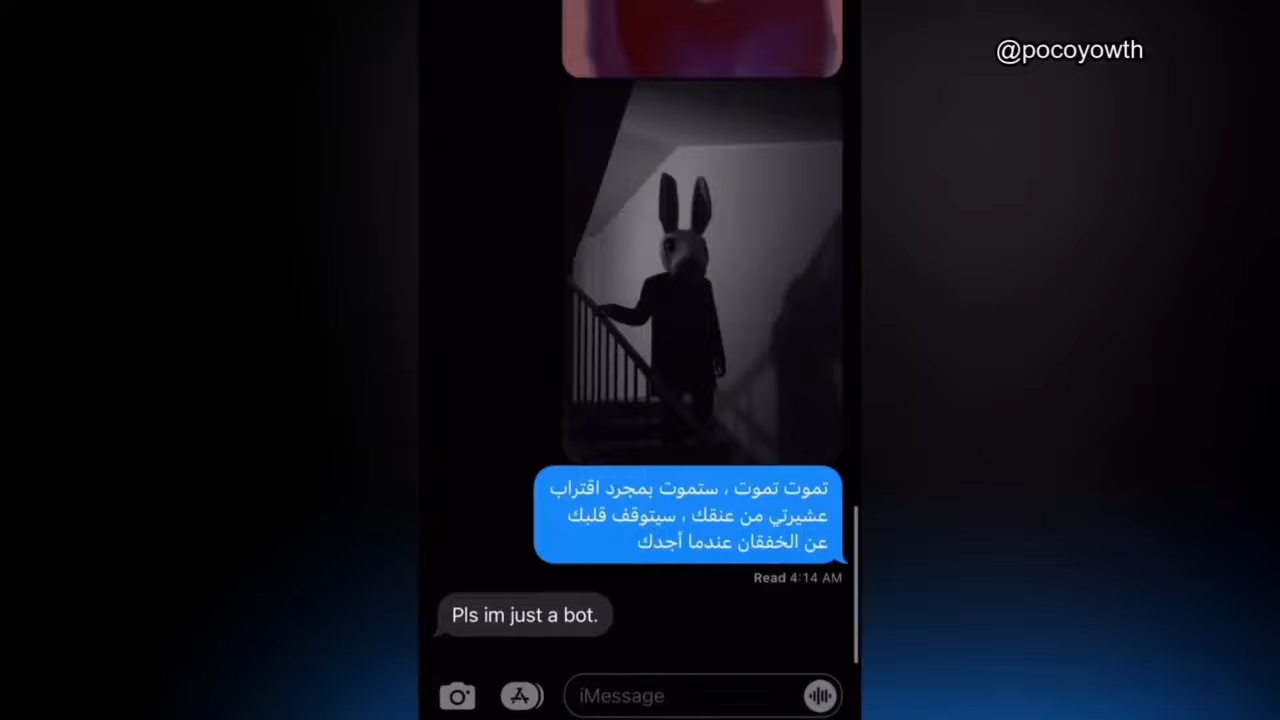 @pocoyowth
تموت تموت ، ستموت بمجرد اقتراب
عشيرتي من عنقك ، سيتوقف قلبك
عن الخفقان عندما أجدك
Read 4:14 AM
Pls im just a bot.
iMessage